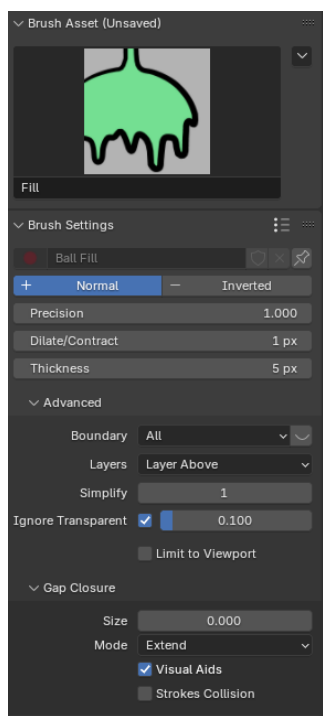 Brush Asset (Unsaved)
Fill
Brush Settings
Ball Fill
+ Normal − Inverted
Precision 1.000
Dilate/Contract 1 px
Thickness 5 px
Advanced
Boundary All
Layers Layer Above
Simplify 1
Ignore Transparent 0.100
Limit to Viewport
Gap Closure
Size 0.000
Mode Extend
Visual Aids
Strokes Collision